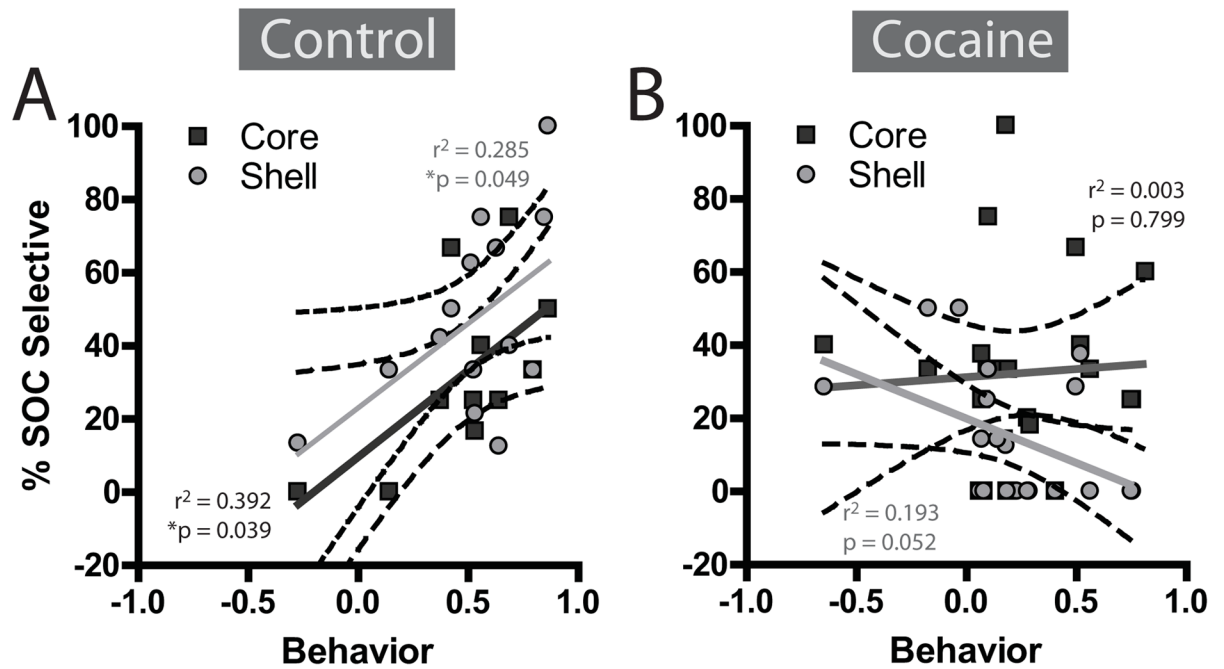 Control
Cocaine
A
B
Core
Shell
r² = 0.285
*p = 0.049
r² = 0.392
*p = 0.039
100
80
60
40
20
0
-20
-1.0 -0.5 0.0 0.5 1.0
% SOC Selective
Behavior
Core
Shell
r² = 0.003
p = 0.799
r² = 0.193
p = 0.052
100
80
60
40
20
0
-20
-1.0 -0.5 0.0 0.5 1.0
Behavior